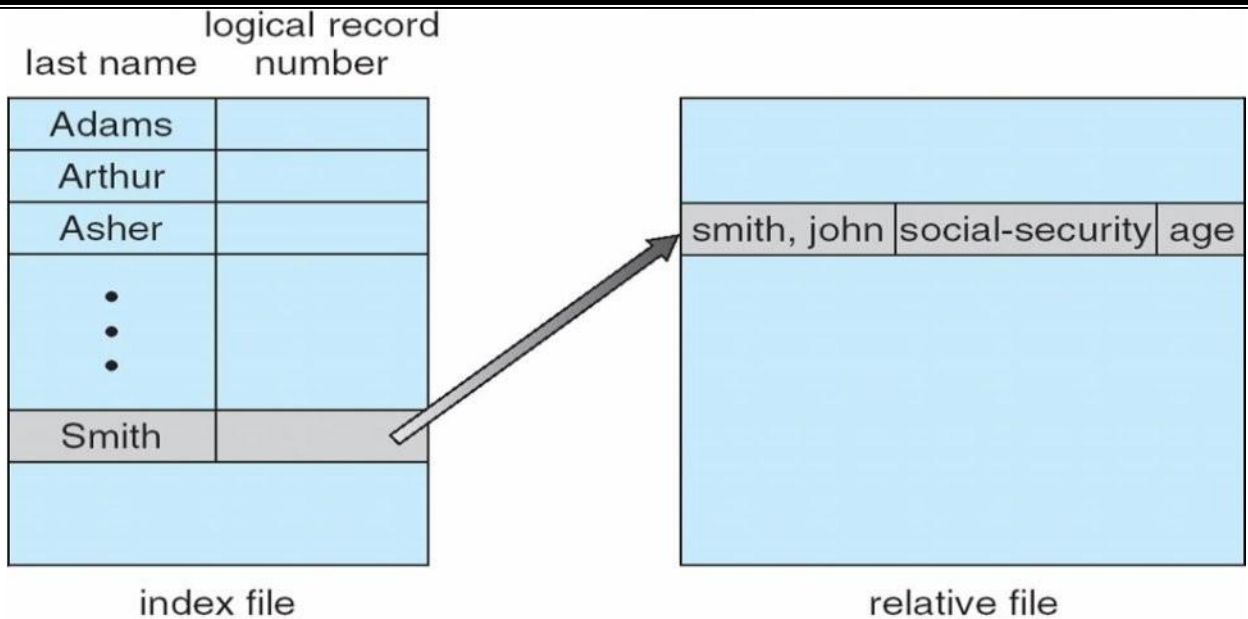 logical record
last name number
Adams
Arthur
Asher
Smith
smith, john social-security age
index file relative file